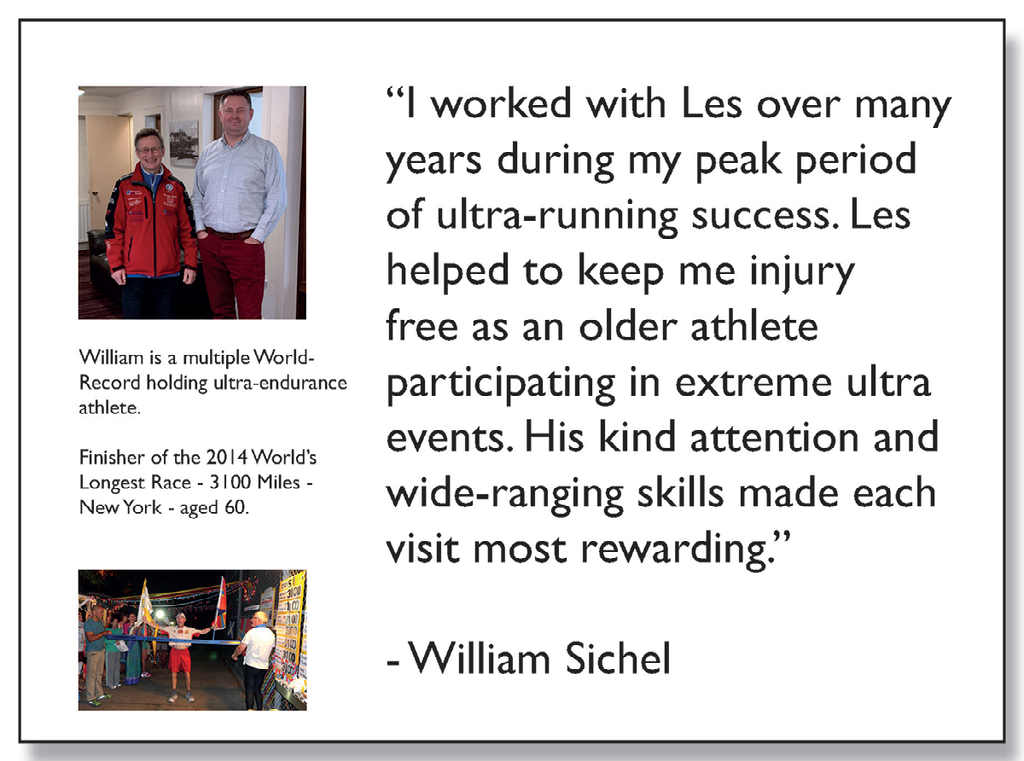 William is a multiple World-
Record holding ultra-endurance
athlete.
Finisher of the 2014 World's
Longest Race - 3100 Miles -
New York - aged 60.
“I worked with Les over many
years during my peak period
of ultra-running success. Les
helped to keep me injury
free as an older athlete
participating in extreme ultra
events. His kind attention and
wide-ranging skills made each
visit most rewarding.”
- William Sichel